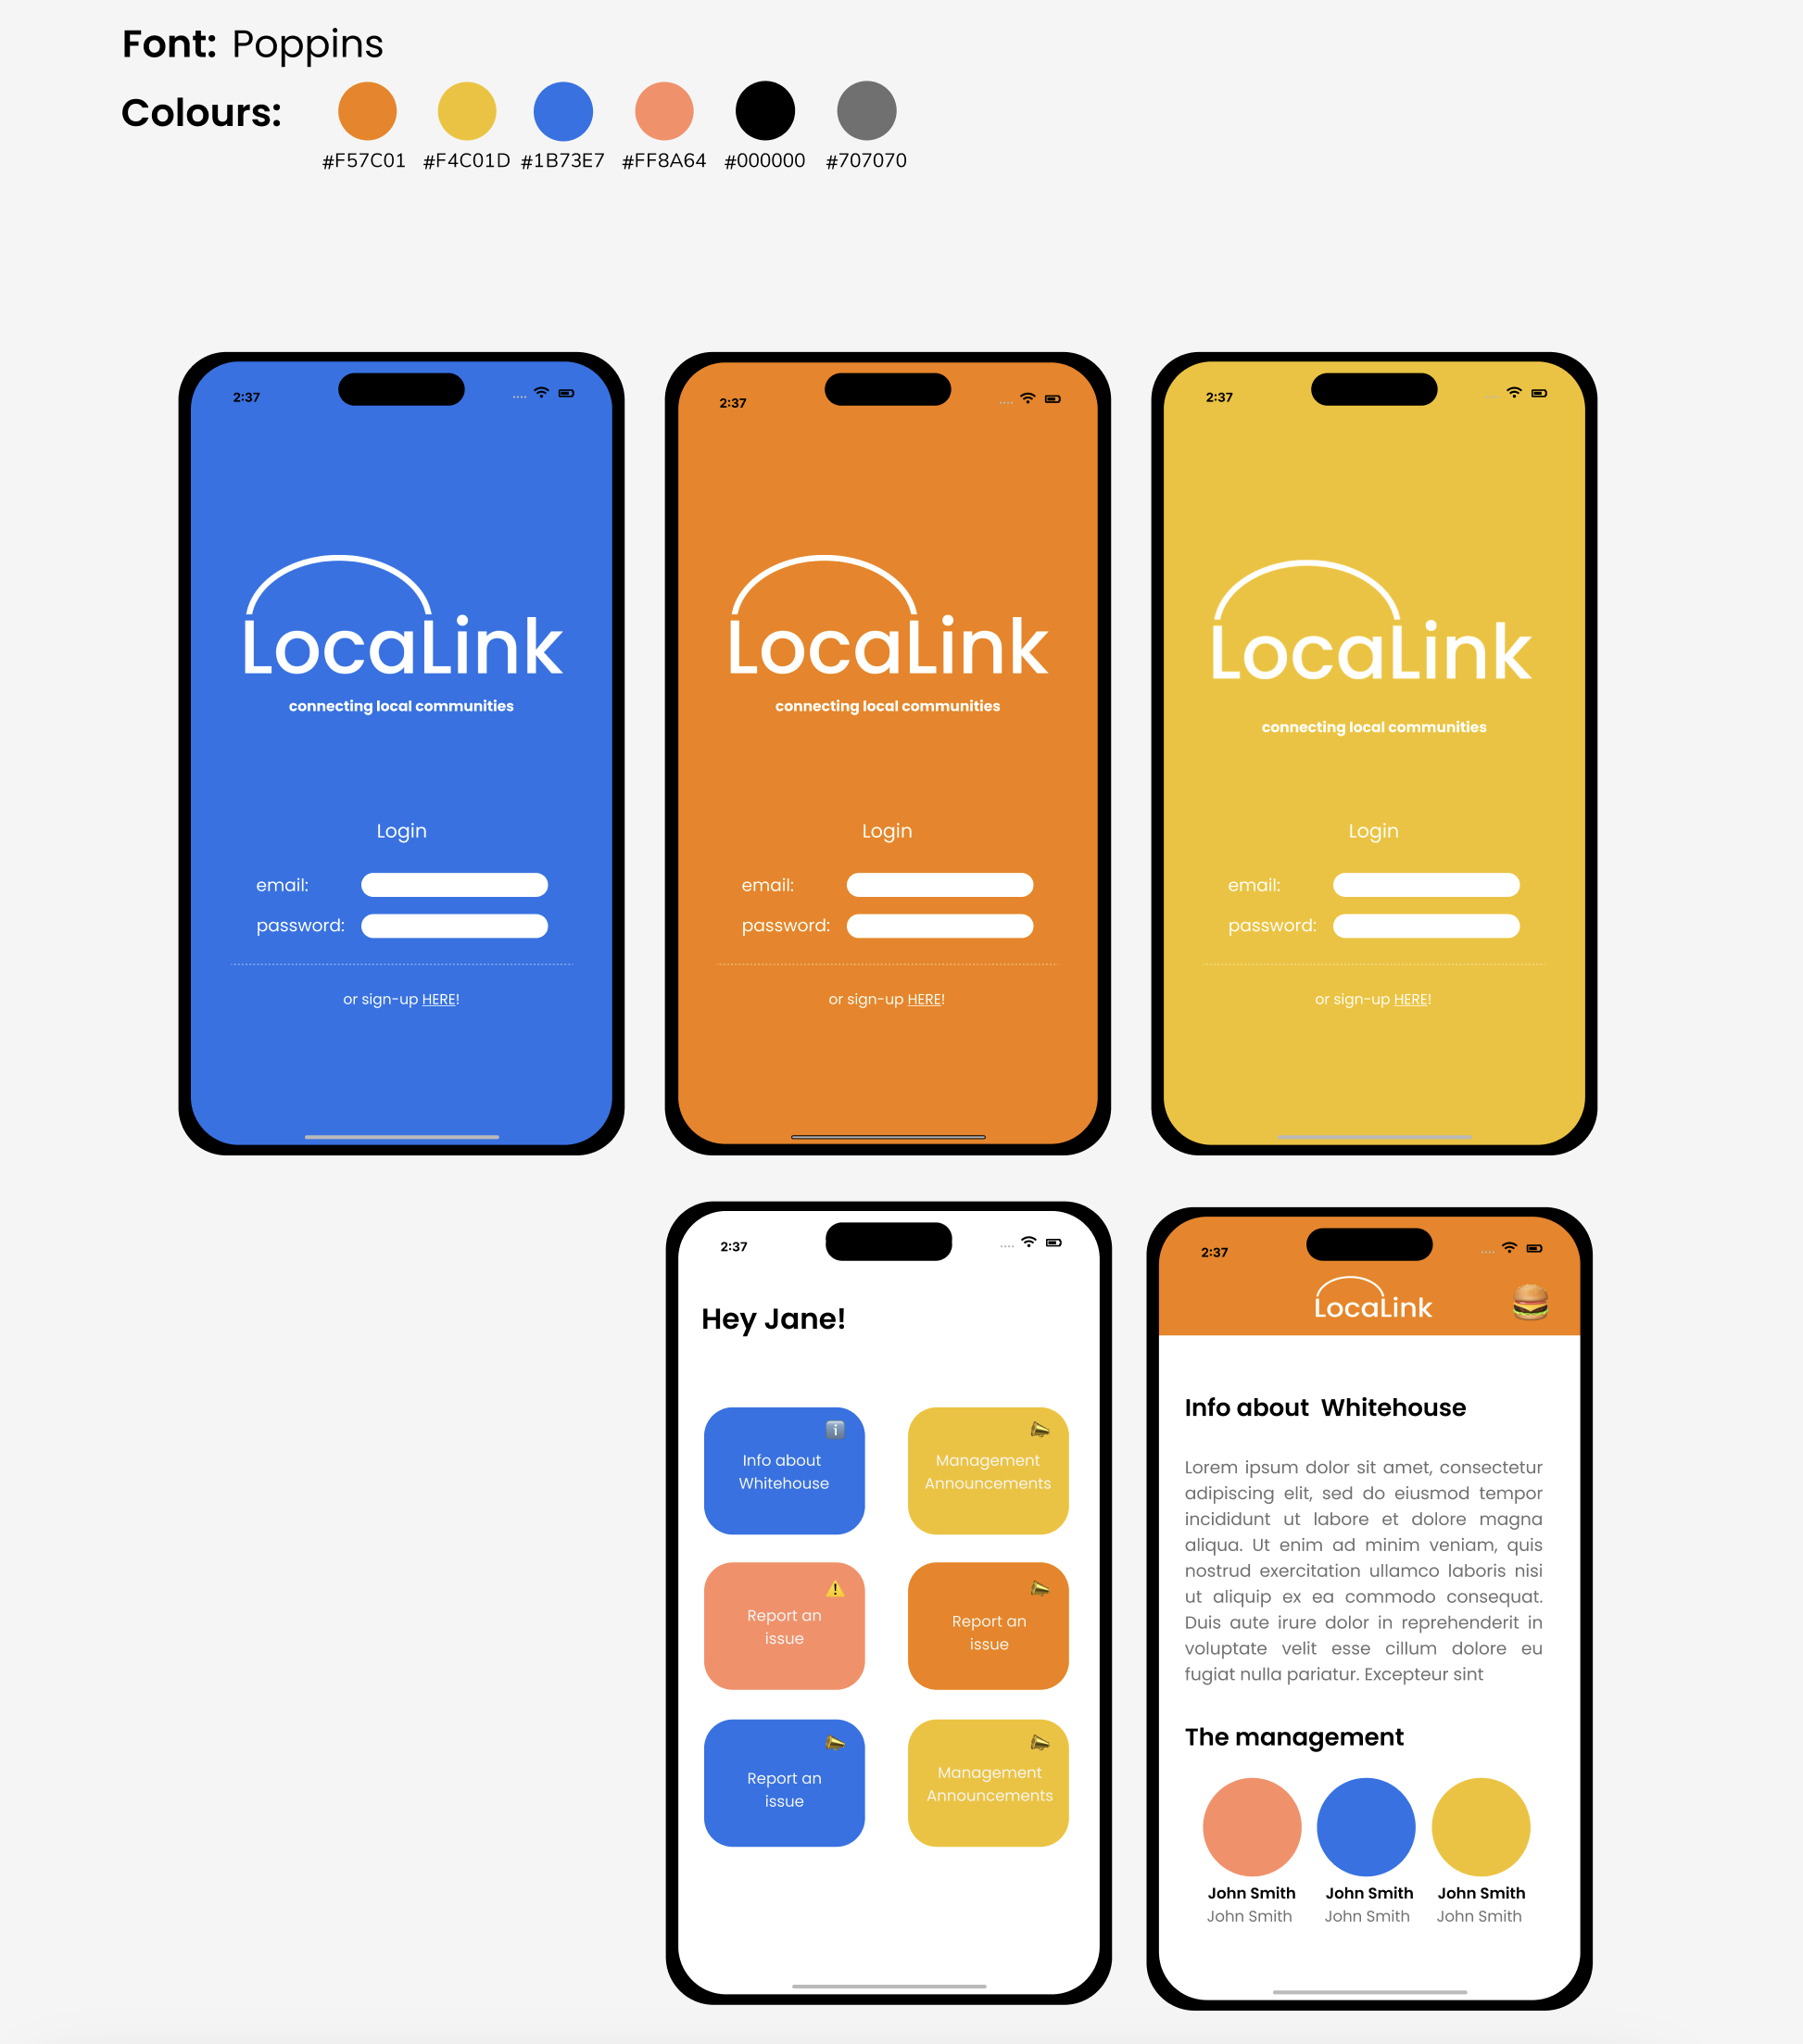 Font: Poppins
Colours:
#F57C01 #F4C01D #1B73E7 #FF8A64 #000000 #707070
2:37
LocaLink
connecting local communities
Login
email:
password:
or sign-up HERE!
2:37
LocaLink
connecting local communities
Login
email:
password:
or sign-up HERE!
2:37
LocaLink
connecting local communities
Login
email:
password:
or sign-up HERE!
2:37
Hey Jane!
Info about
Whitehouse
Management
Announcements
Report an
issue
Report an
issue
Report an
issue
Management
Announcements
2:37
LocaLink
Info about Whitehouse
Lorem ipsum dolor sit amet, consectetur
adipiscing elit, sed do eiusmod tempor
incididunt ut labore et dolore magna
aliqua. Ut enim ad minim veniam, quis
nostrud exercitation ullamco laboris nisi
ut aliquip ex ea commodo consequat.
Duis aute irure dolor in reprehenderit in
voluptate velit esse cillum dolore eu
fugiat nulla pariatur. Excepteur sint
The management
John Smith John Smith John Smith
John Smith John Smith John Smith